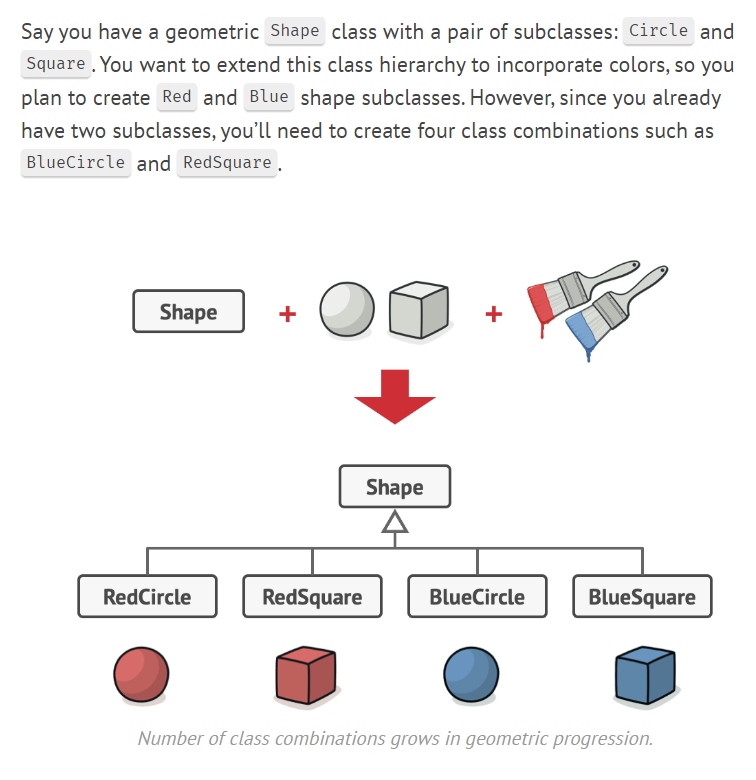 Say you have a geometric Shape class with a pair of subclasses: Circle and
Square. You want to extend this class hierarchy to incorporate colors, so you
plan to create Red and Blue shape subclasses. However, since you already
have two subclasses, you’ll need to create four class combinations such as
BlueCircle and RedSquare.
Shape + +
Shape
RedCircle RedSquare BlueCircle BlueSquare
Number of class combinations grows in geometric progression.